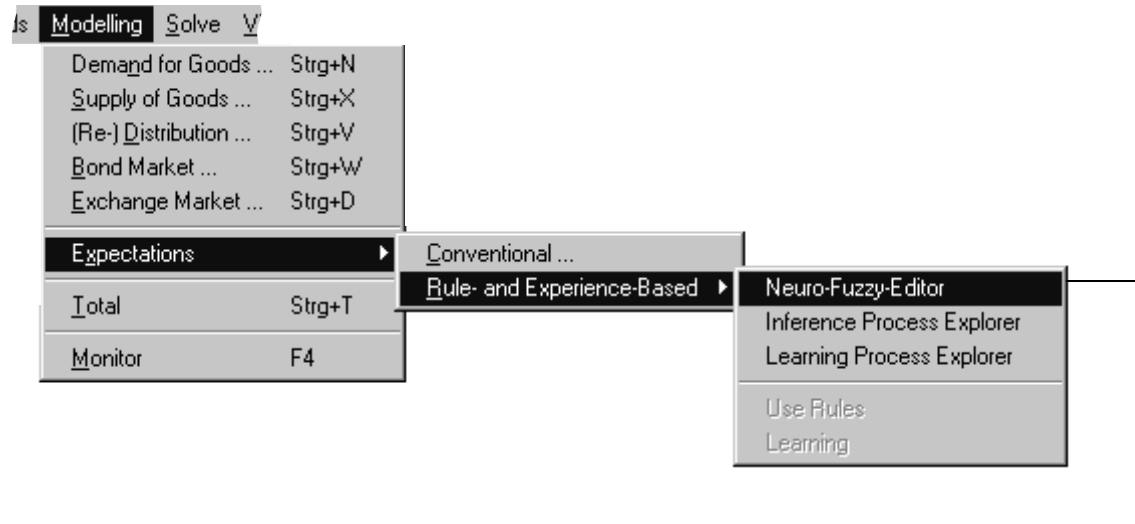 ds Modelling Solve V
Demand for Goods ... Strg+N
Supply of Goods ... Strg+X
(Re-) Distribution ... Strg+V
Bond Market ... Strg+W
Exchange Market ... Strg+D
Expectations
Conventional ...
Rule- and Experience-Based
Neuro-Fuzzy-Editor
Inference Process Explorer
Learning Process Explorer
Use Rules
Learning
Total Strg+T
Monitor F4